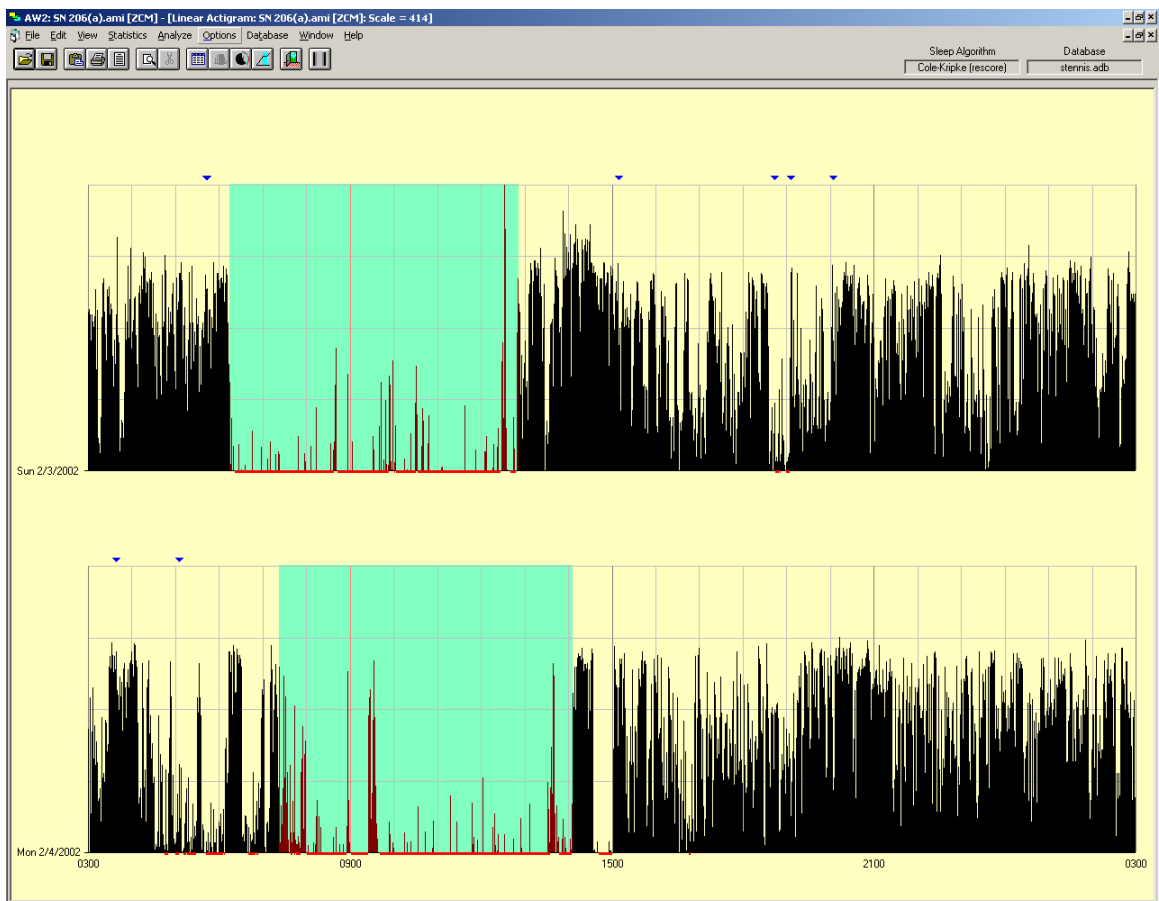 AW2: SN 206(a).ami [ZCM] - [Linear Actigram: SN 206(a).ami [ZCM]: Scale = 414]
File Edit View Statistics Analyze Options Database Window Help
Sleep Algorithm Database
Cole-Kripke (rescore) stennis.adb
Sun 2/3/2002
Mon 2/4/2002
0300 0900 1500 2100 0300